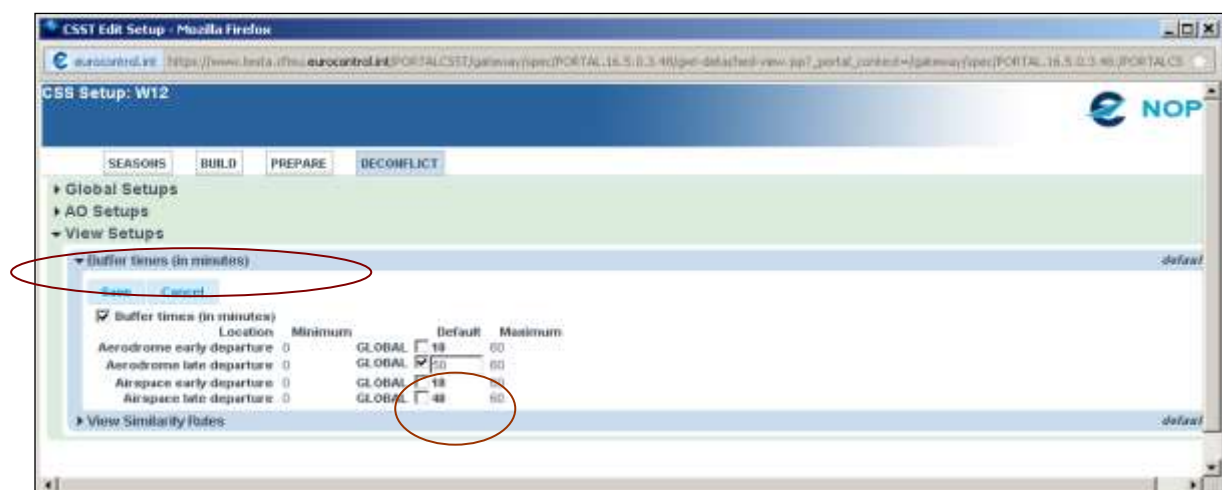 CSST Edit Setup - Mozilla Firefox
eurocontrol.int
CSS Setup: W12
NOP
SEASONS BUILD PREPARE DECONFLICT
Global Setups
AO Setups
View Setups
Buffer times (in minutes)
Save Cancel
Buffer times (in minutes)
Location Minimum Default Maximum
Aerodrome early departure 0 GLOBAL 10 60
Aerodrome late departure 0 GLOBAL 50 60
Airspace early departure 0 GLOBAL 10 60
Airspace late departure 0 GLOBAL 40 60
View Similarity Rules